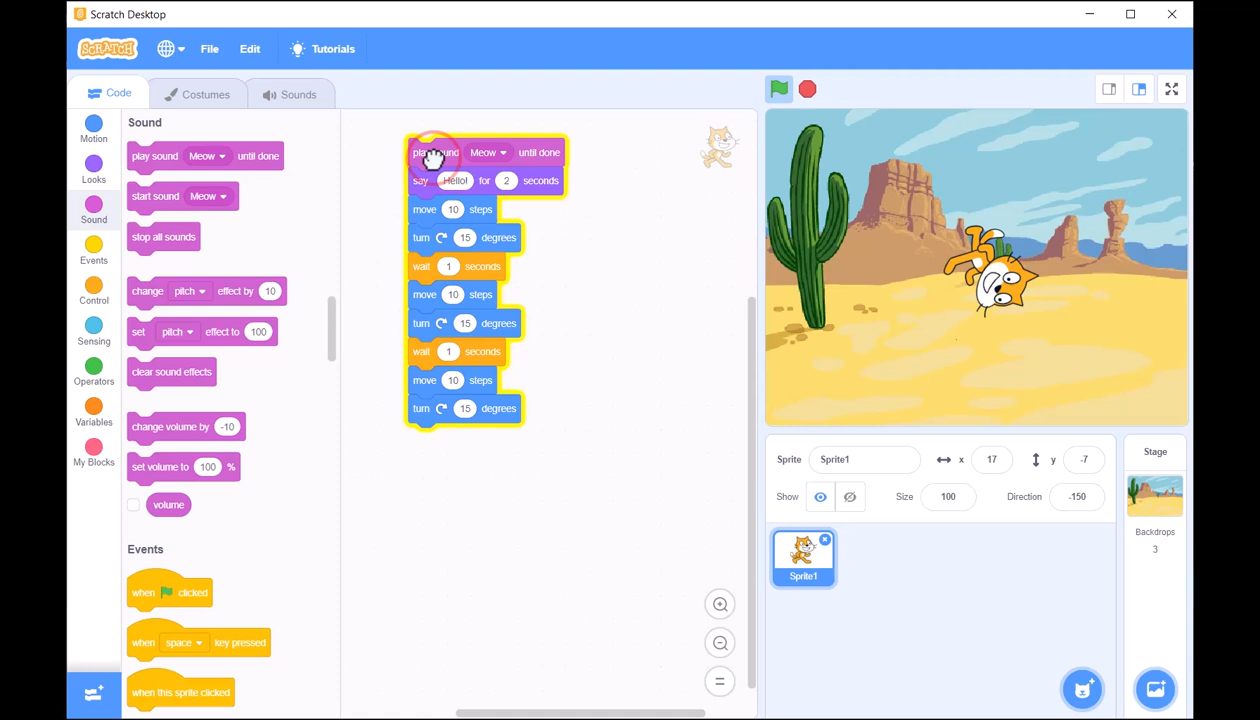 Scratch Desktop
SCRATCH File Edit Tutorials
Code Costumes Sounds
Motion
Looks
Sound
Events
Control
Sensing
Operators
Variables
My Blocks
Sound
play sound Meow until done
start sound Meow
stop all sounds
change pitch effect by 10
set pitch effect to 100
clear sound effects
change volume by -10
set volume to 100 %
volume
Events
when clicked
when space key pressed
when this sprite clicked
play sound Meow until done
say Hello! for 2 seconds
move 10 steps
turn 15 degrees
wait 1 seconds
move 10 steps
turn 15 degrees
wait 1 seconds
move 10 steps
turn 15 degrees
Sprite Sprite1 x 17 y -7
Show Size 100 Direction -150
Sprite1
Stage
Backdrops
3